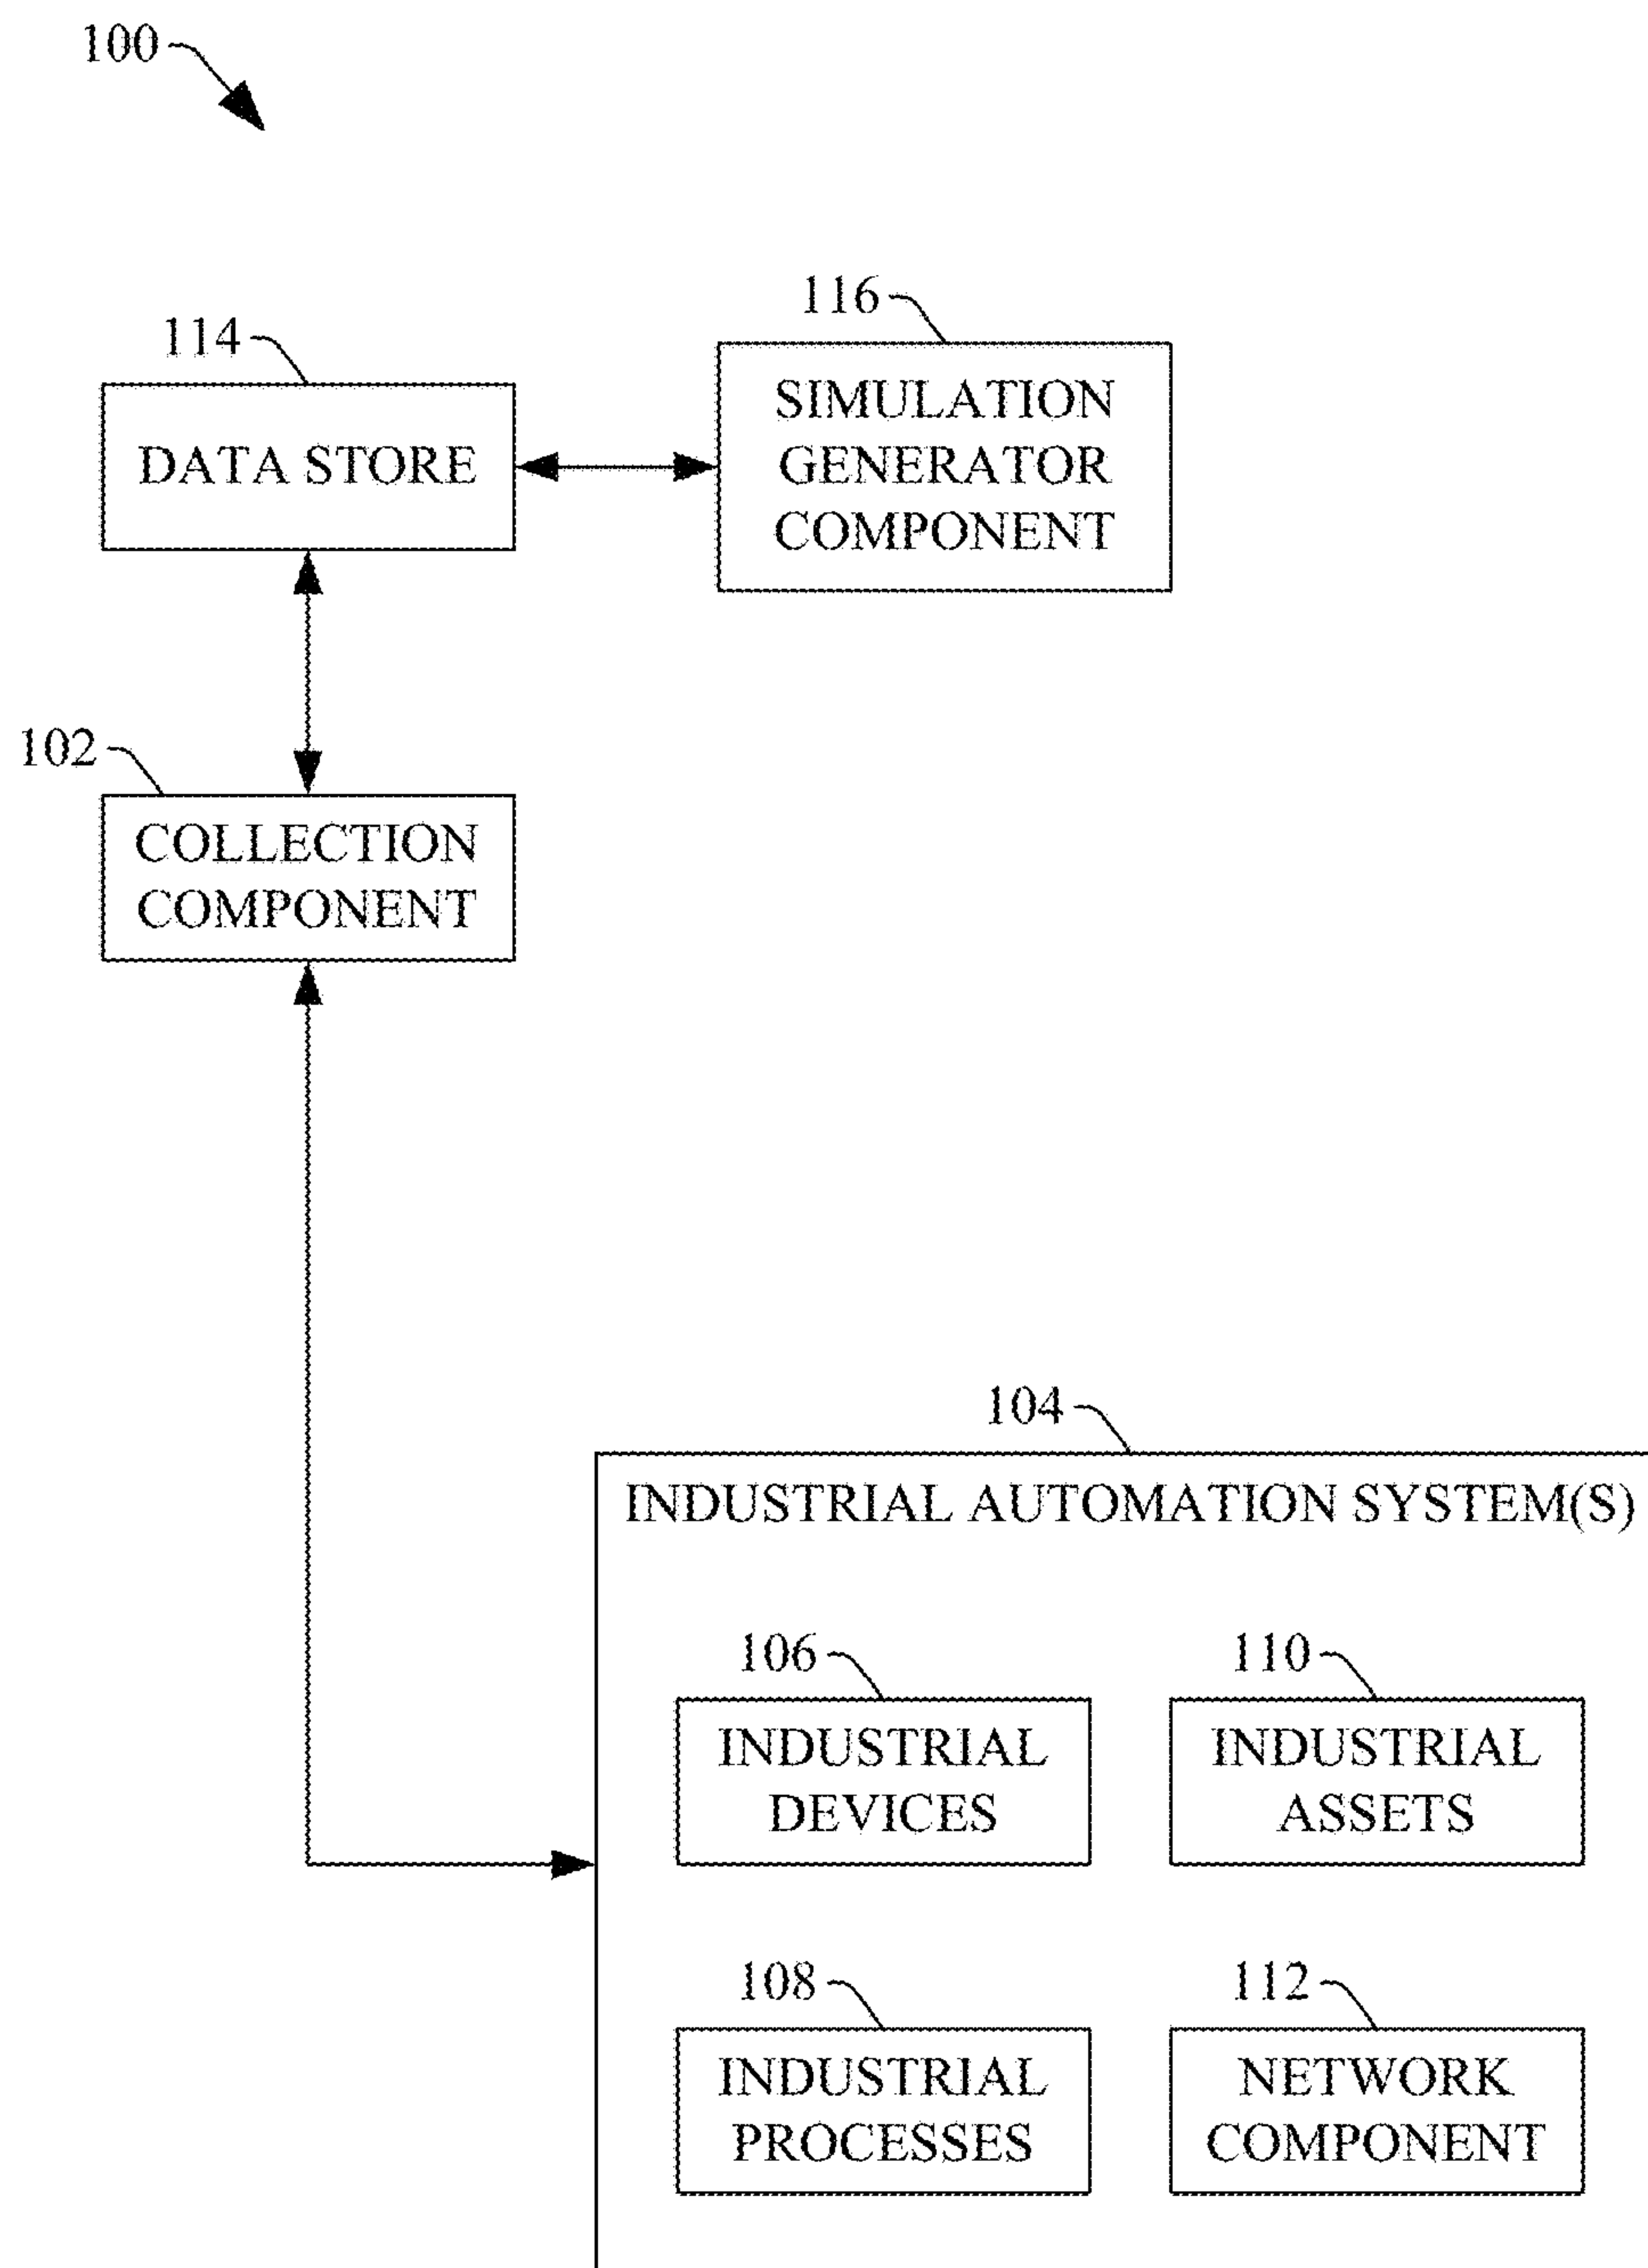 100
116
114
SIMULATION
GENERATOR
COMPONENT
DATA STORE
102
COLLECTION
COMPONENT
104
INDUSTRIAL AUTOMATION SYSTEM(S)
106
110
INDUSTRIAL
DEVICES
INDUSTRIAL
ASSETS
108
112
INDUSTRIAL
PROCESSES
NETWORK
COMPONENT